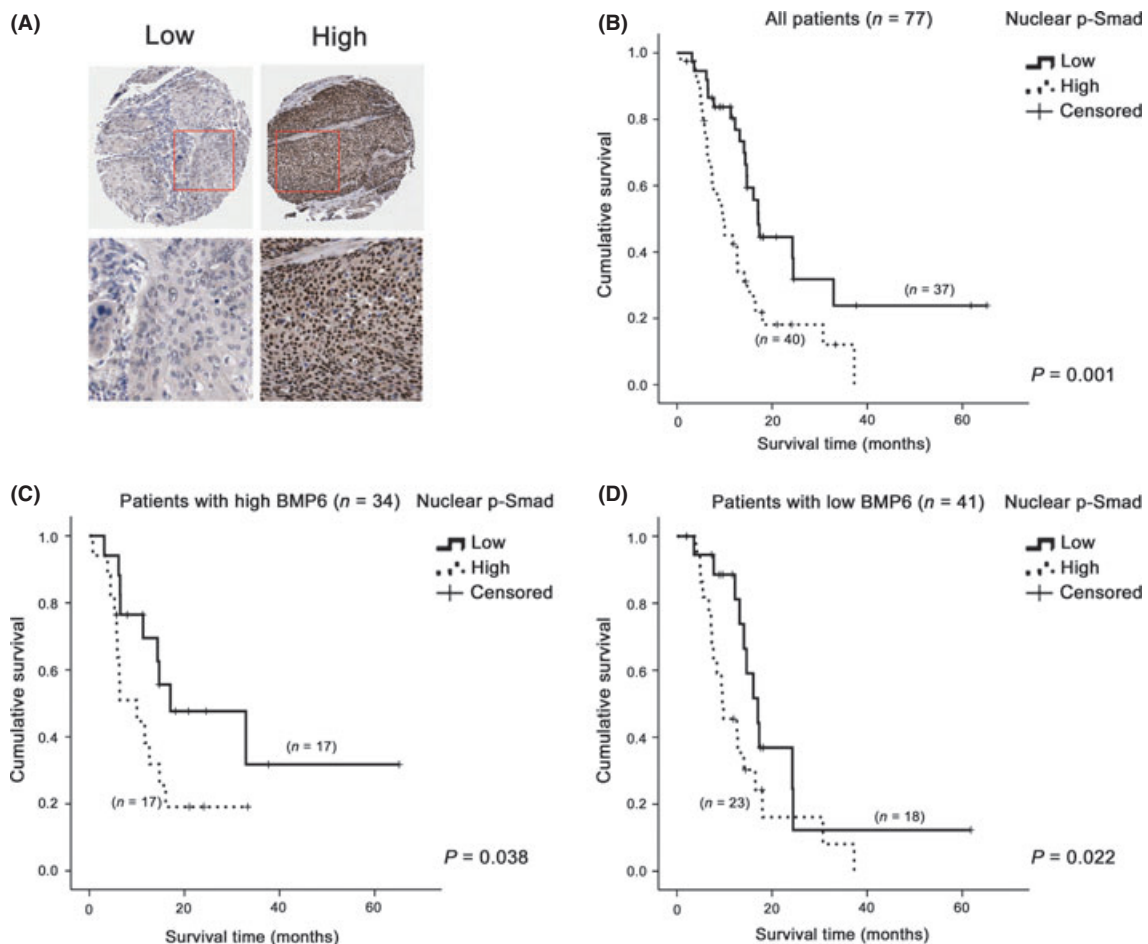 (A)
Low High
(B)
All patients (n = 77) Nuclear p-Smad
Low
High
Censored
Cumulative survival
1.0
0.8
0.6
0.4
0.2
0.0
(n = 37)
(n = 40)
P = 0.001
0 20 40 60
Survival time (months)
(C)
Patients with high BMP6 (n = 34) Nuclear p-Smad
Low
High
Censored
Cumulative survival
1.0
0.8
0.6
0.4
0.2
0.0
(n = 17)
(n = 17)
P = 0.038
0 20 40 60
Survival time (months)
(D)
Patients with low BMP6 (n = 41) Nuclear p-Smad
Low
High
Censored
Cumulative survival
1.0
0.8
0.6
0.4
0.2
0.0
(n = 23)
(n = 18)
P = 0.022
0 20 40 60
Survival time (months)